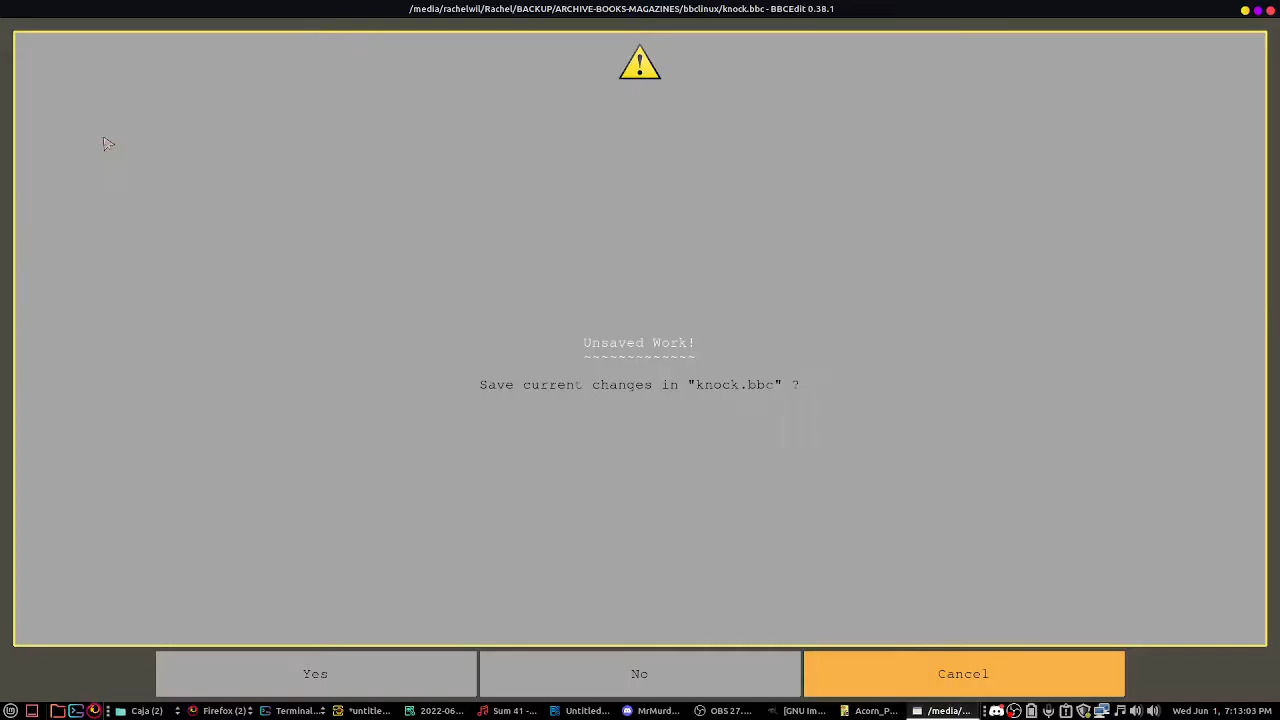 /media/rachelwil/Rachel/BACKUP/ARCHIVE-BOOKS-MAGAZINES/bbclinux/knock.bbc - BBCEdit 0.38.1
Unsaved Work!
~~~~~~~~~~~~~
Save current changes in "knock.bbc" ?
Yes No Cancel
Caja (2) Firefox (2) Terminal... *untitle... 2022-06... Sum 41 -... Untitled... MrMurd... OBS 27.... [GNU Im... Acorn_P... /media/... Wed Jun 1, 7:13:03 PM